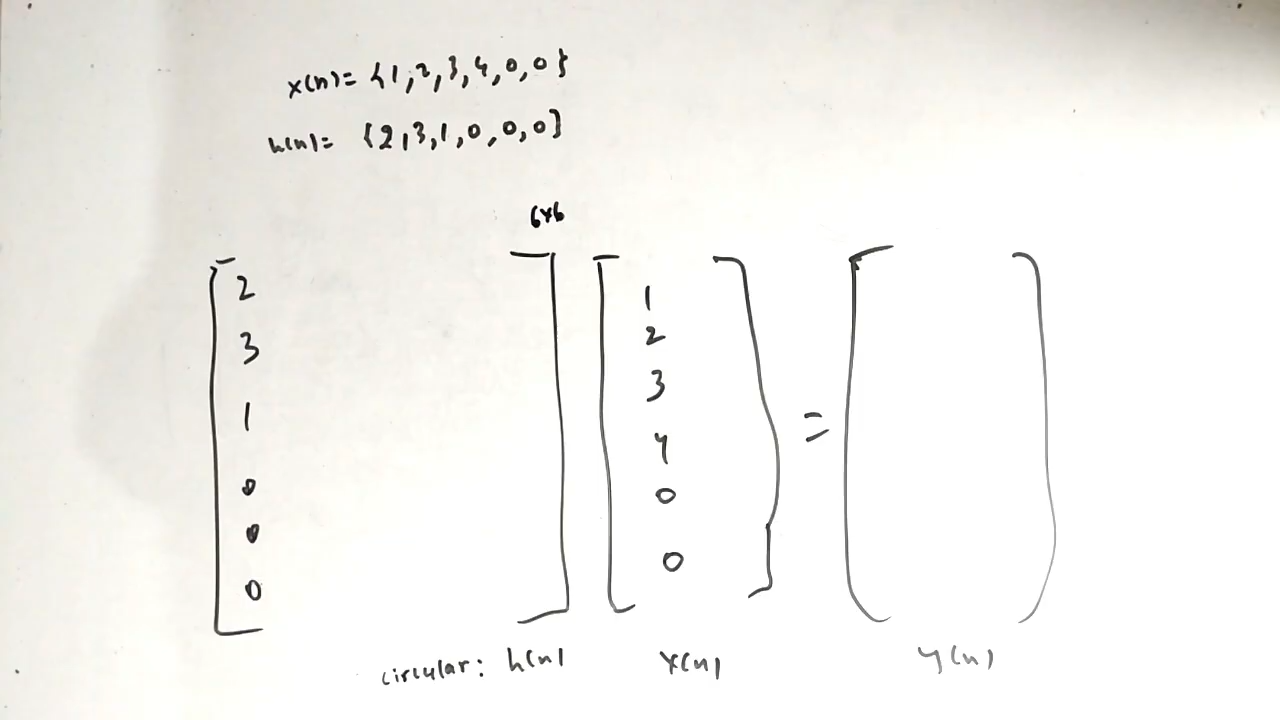 x(n)= {1,2,3,4,0,0}
h(n)= {2,3,1,0,0,0]
6x6
2 1
3 2
1 3 =
0 4
0 0
0 0
circular: h(n) x(n) y(n)